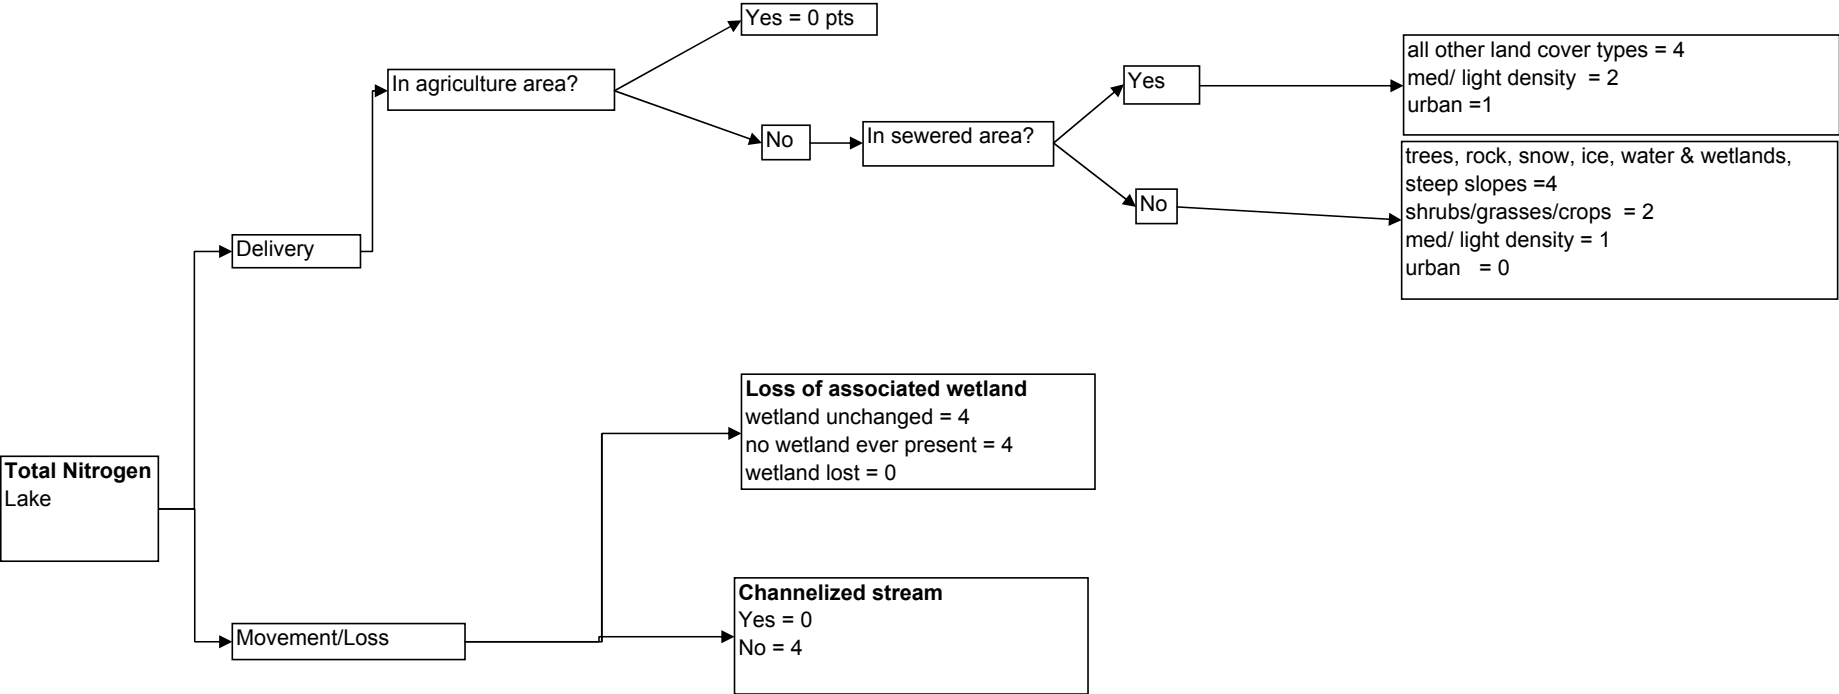 Yes = 0 pts
In agriculture area?
No
In sewered area?
Yes
all other land cover types = 4
med/ light density  = 2
urban =1
No
trees, rock, snow, ice, water & wetlands,
steep slopes =4
shrubs/grasses/crops  = 2
med/ light density = 1
urban   = 0
Delivery
Total Nitrogen
Lake
Loss of associated wetland
wetland unchanged = 4
no wetland ever present = 4
wetland lost = 0
Movement/Loss
Channelized stream
Yes = 0
No = 4